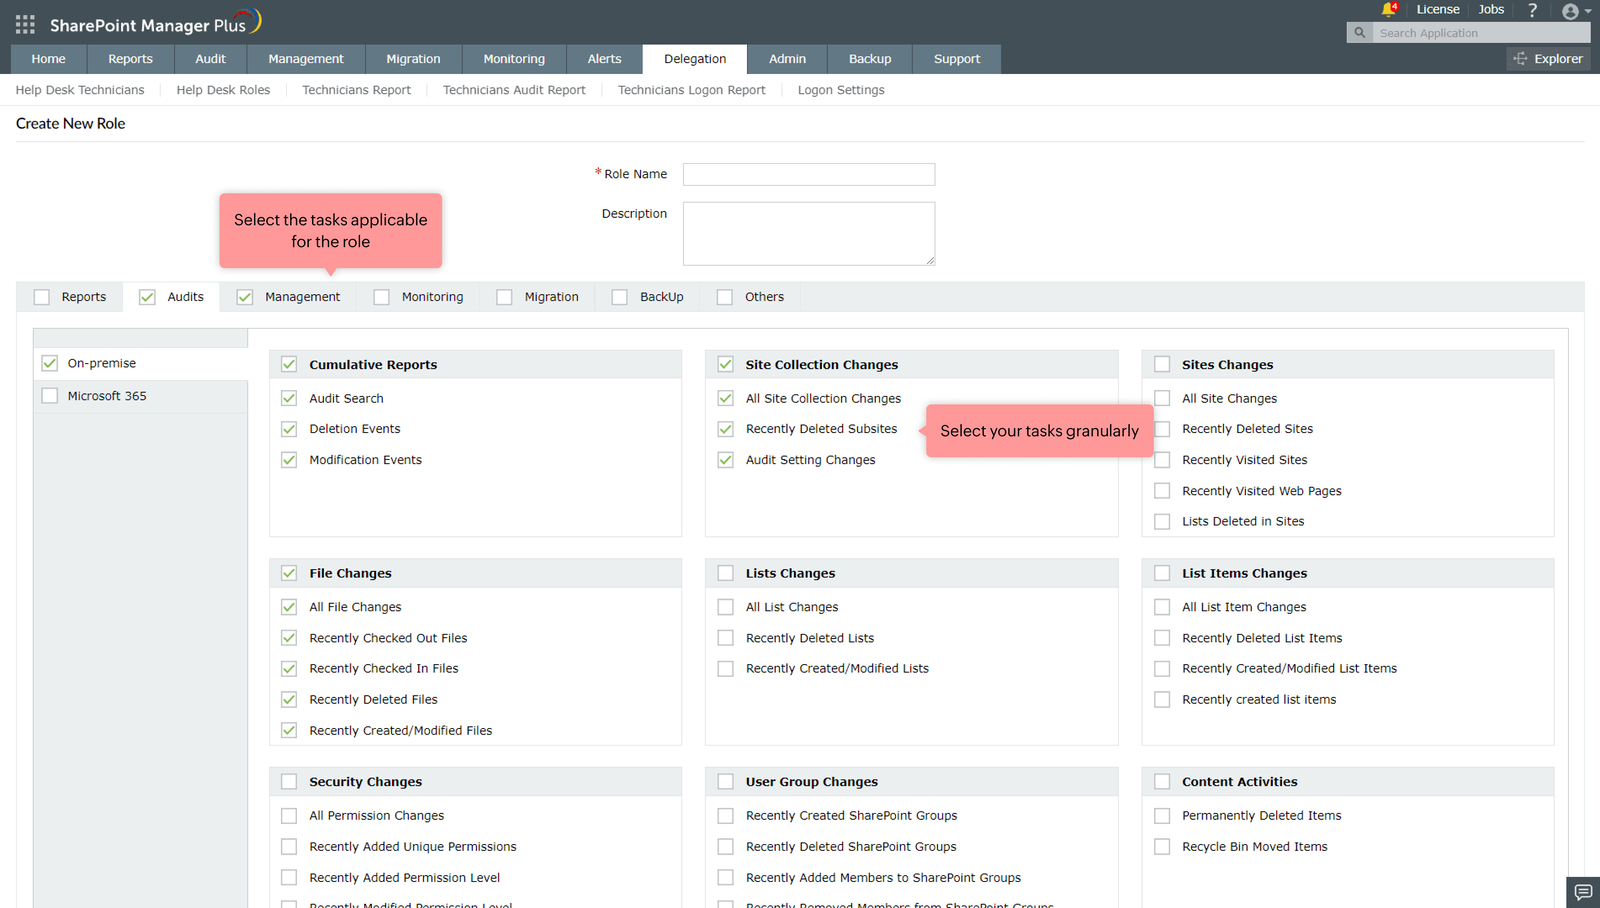 SharePoint Manager Plus
4
License
Jobs
?
Search Application
Home
Reports
Audit
Management
Migration
Monitoring
Alerts
Delegation
Admin
Backup
Support
Explorer
Help Desk Technicians
Help Desk Roles
Technicians Report
Technicians Audit Report
Technicians Logon Report
Logon Settings
Create New Role
* Role Name
Description
Select the tasks applicable
for the role
Reports
Audits
Management
Monitoring
Migration
BackUp
Others
On-premise
Microsoft 365
Cumulative Reports
Audit Search
Deletion Events
Modification Events
Site Collection Changes
All Site Collection Changes
Recently Deleted Subsites
Audit Setting Changes
Select your tasks granularly
Sites Changes
All Site Changes
Recently Deleted Sites
Recently Visited Sites
Recently Visited Web Pages
Lists Deleted in Sites
File Changes
All File Changes
Recently Checked Out Files
Recently Checked In Files
Recently Deleted Files
Recently Created/Modified Files
Lists Changes
All List Changes
Recently Deleted Lists
Recently Created/Modified Lists
List Items Changes
All List Item Changes
Recently Deleted List Items
Recently Created/Modified List Items
Recently created list items
Security Changes
All Permission Changes
Recently Added Unique Permissions
Recently Added Permission Level
Recently Modified Permission Level
User Group Changes
Recently Created SharePoint Groups
Recently Deleted SharePoint Groups
Recently Added Members to SharePoint Groups
Recently Removed Members from SharePoint Groups
Content Activities
Permanently Deleted Items
Recycle Bin Moved Items